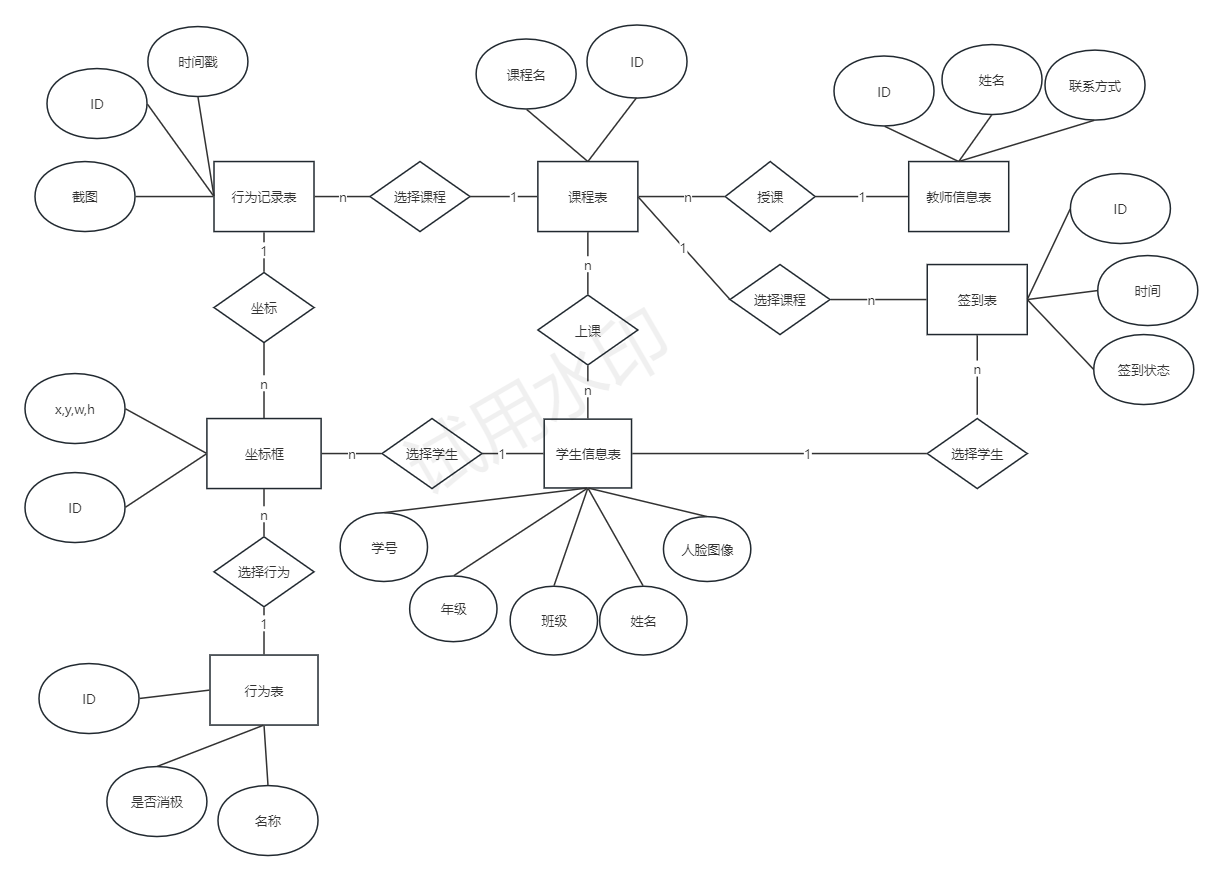 时间戳
ID
截图
行为记录表
n
选择课程
1
课程名
ID
课程表
n
授课
1
ID
姓名
联系方式
教师信息表
1
坐标
n
n
上课
n
1
选择课程
n
签到表
ID
时间
签到状态
n
x,y,w,h
ID
坐标框
n
选择学生
1
学生信息表
1
选择学生
n
选择行为
1
学号
年级
班级
姓名
人脸图像
ID
行为表
是否消极
名称
试用水印